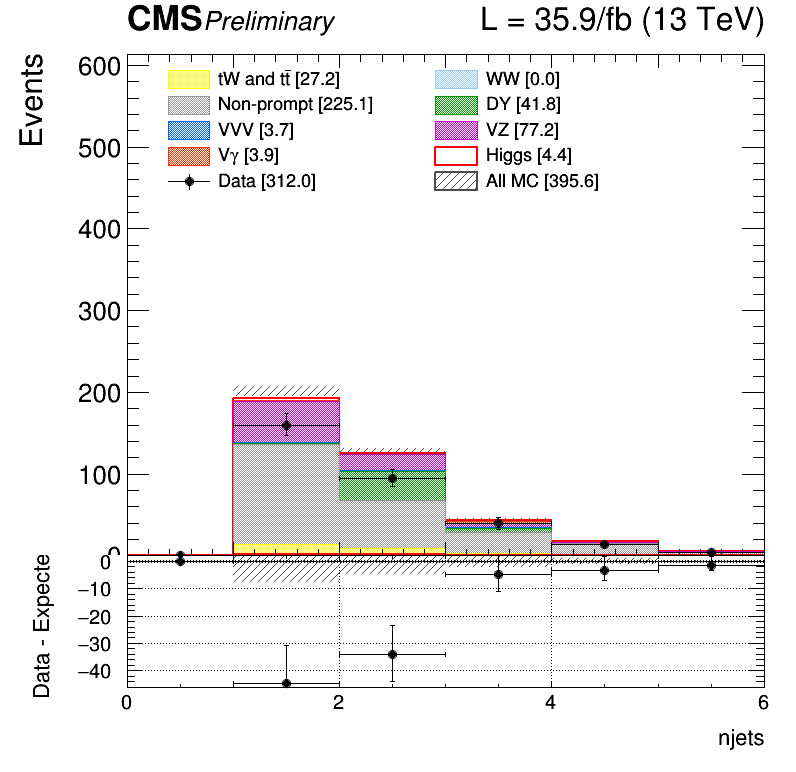 CMS Preliminary L = 35.9/fb (13 TeV)
Events
600
500
400
300
200
100
0
tW and tt̄ [27.2]
Non-prompt [225.1]
VVV [3.7]
Vγ [3.9]
Data [312.0]
WW [0.0]
DY [41.8]
VZ [77.2]
Higgs [4.4]
All MC [395.6]
Data - Expecte
0
−10
−20
−30
−40
0 2 4 6
njets